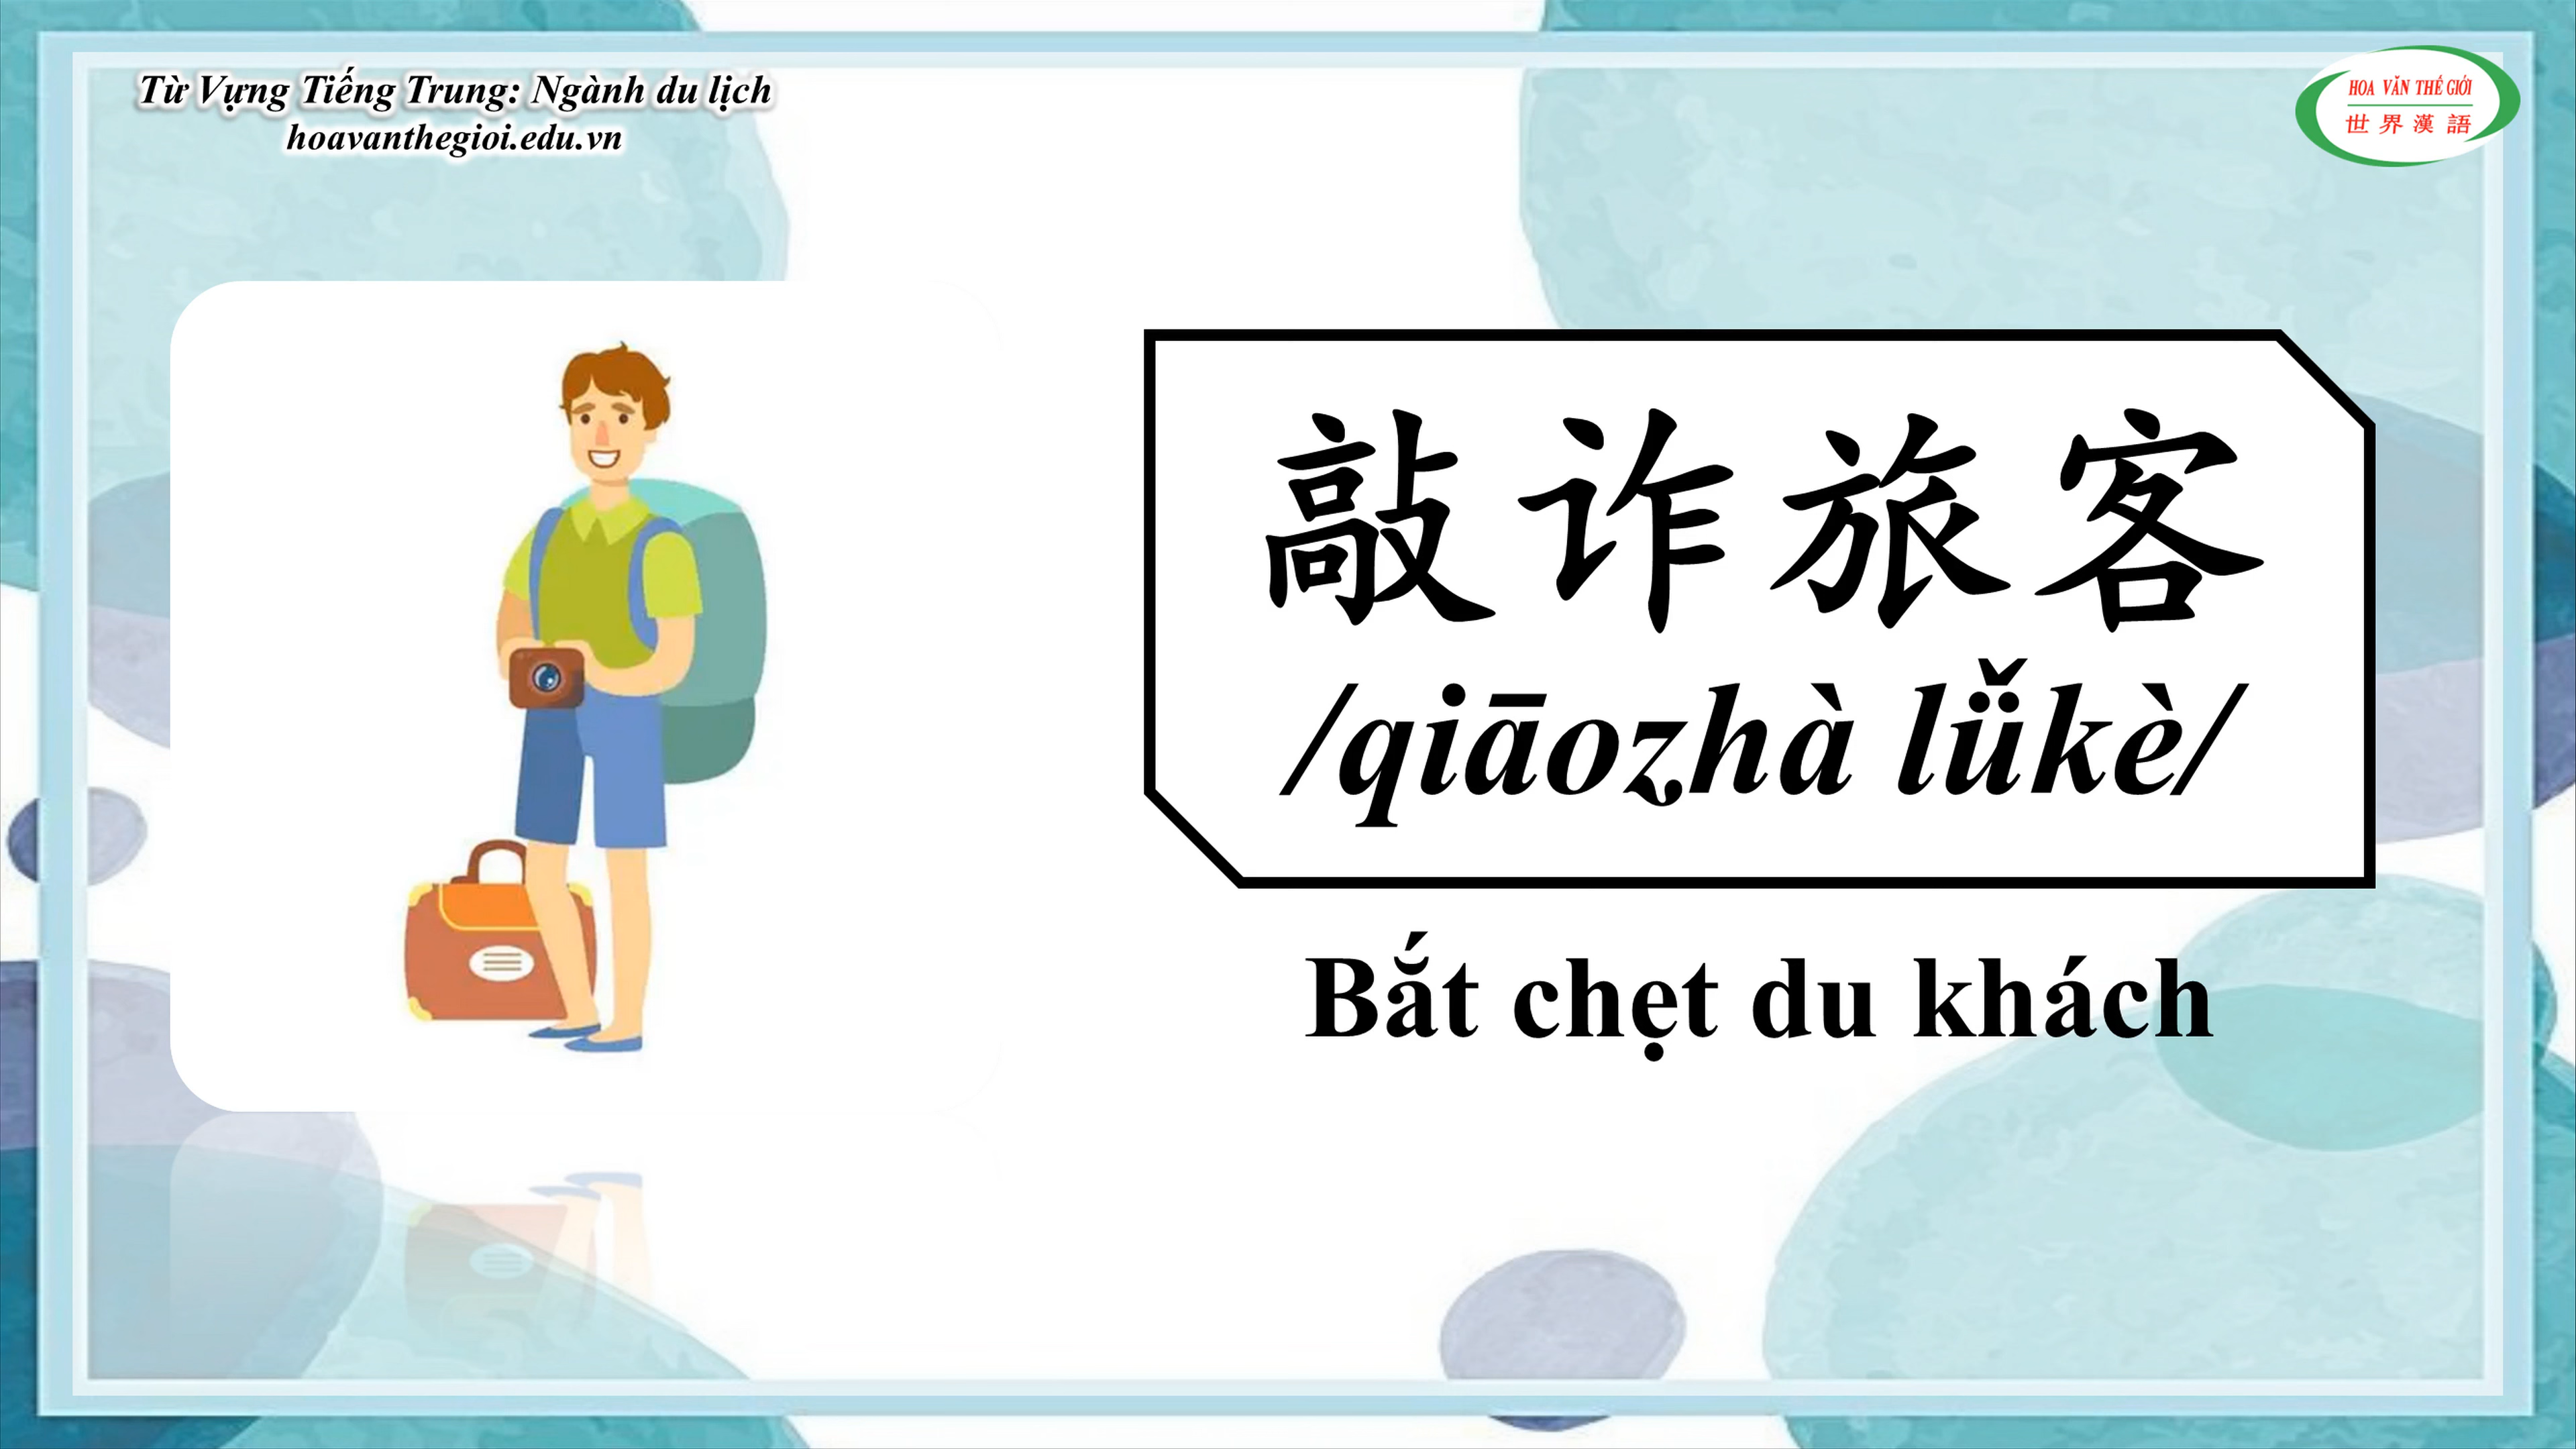 Từ Vựng Tiếng Trung: Ngành du lịch
hoavanthegioi.edu.vn
HOA VĂN THẾ GIỚI
世界漢語
敲诈旅客
/qiāozhà lǚkè/
Bắt chẹt du khách